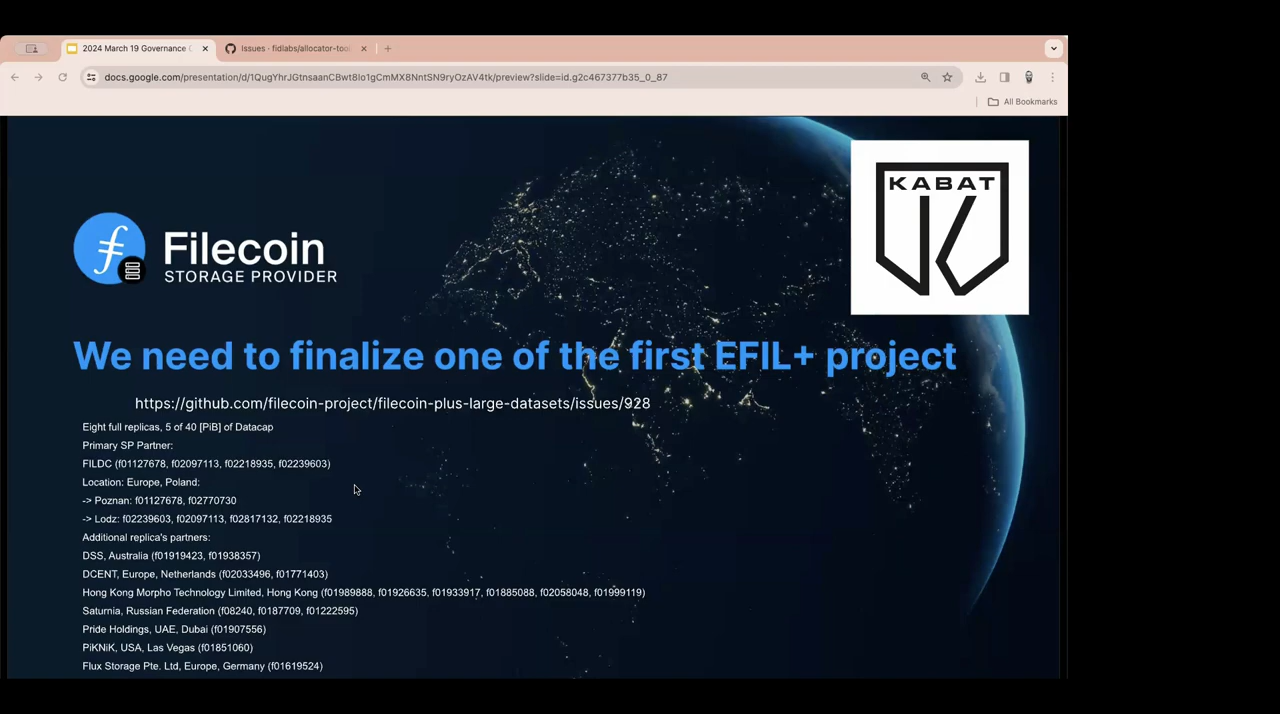 2024 March 19 Governance C
Issues · fidlabs/allocator-tooli
docs.google.com/presentation/d/1QugYhrJGtnsaanCBwt8Io1gCmMX8NntSN9ryOzAV4tk/preview?slide=id.g2c467377b35_0_87
All Bookmarks
KABAT
Filecoin
STORAGE PROVIDER
We need to finalize one of the first EFIL+ project
https://github.com/filecoin-project/filecoin-plus-large-datasets/issues/928
Eight full replicas, 5 of 40 [PiB] of Datacap
Primary SP Partner:
FILDC (f01127678, f02097113, f02218935, f02239603)
Location: Europe, Poland:
-> Poznan: f01127678, f02770730
-> Lodz: f02239603, f02097113, f02817132, f02218935
Additional replica's partners:
DSS, Australia (f01919423, f01938357)
DCENT, Europe, Netherlands (f02033496, f01771403)
Hong Kong Morpho Technology Limited, Hong Kong (f01989888, f01926635, f01933917, f01885088, f02058048, f01999119)
Saturnia, Russian Federation (f08240, f0187709, f01222595)
Pride Holdings, UAE, Dubai (f01907556)
PiKNiK, USA, Las Vegas (f01851060)
Flux Storage Pte. Ltd, Europe, Germany (f01619524)